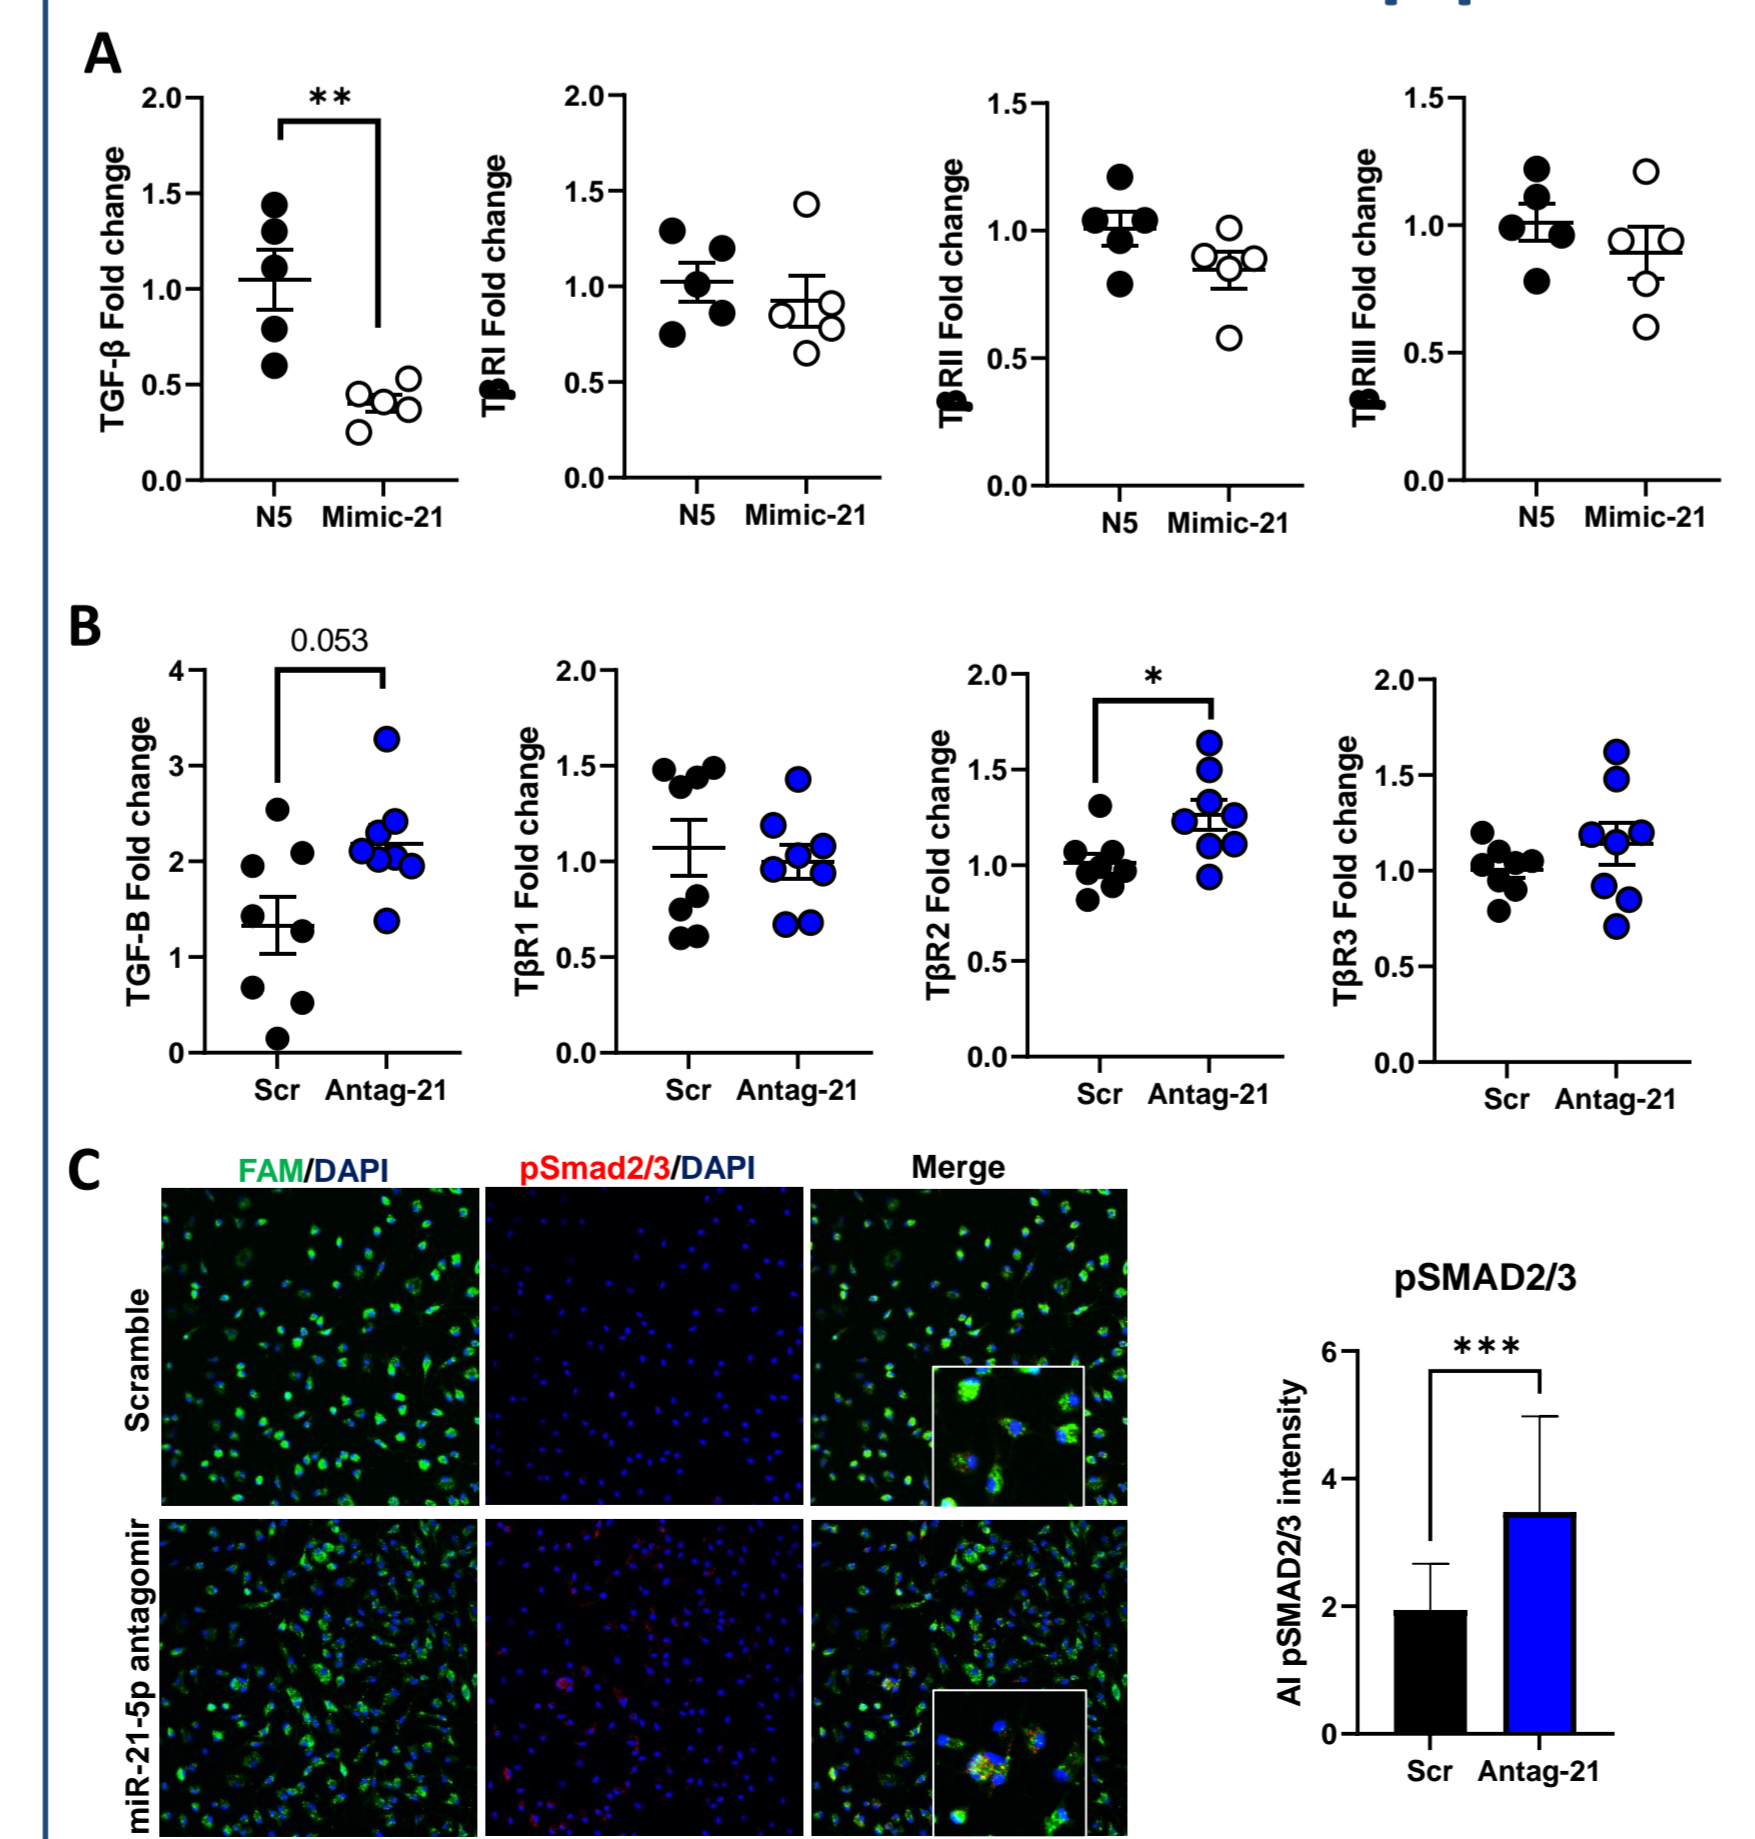 A
**
2.0
1.5
1.0
0.5
0.0
TGF-β Fold change
N5 Mimic-21
2.0
1.5
1.0
0.5
0.0
TβRI Fold change
N5 Mimic-21
1.5
1.0
0.5
0.0
TβRII Fold change
N5 Mimic-21
1.5
1.0
0.5
0.0
TβRIII Fold change
N5 Mimic-21
B
0.053
4
3
2
1
0
TGF-B Fold change
Scr Antag-21
2.0
1.5
1.0
0.5
0.0
TβR1 Fold change
Scr Antag-21
*
2.0
1.5
1.0
0.5
0.0
TβR2 Fold change
Scr Antag-21
2.0
1.5
1.0
0.5
0.0
TβR3 Fold change
Scr Antag-21
C
FAM/DAPI
pSmad2/3/DAPI
Merge
Scramble
miR-21-5p antagomir
pSMAD2/3
***
6
4
2
0
AI pSMAD2/3 intensity
Scr Antag-21